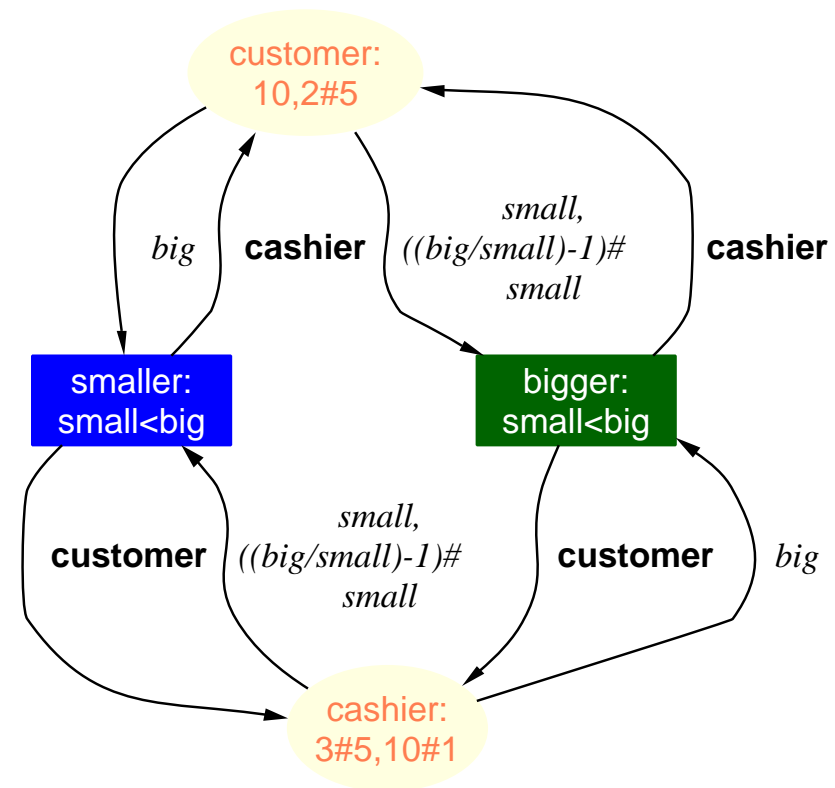 customer:
10,2#5
small,
big
cashier
((big/small)-1)#
cashier
small
smaller:
small<big
bigger:
small<big
small,
customer
((big/small)-1)#
customer
big
small
cashier:
3#5,10#1